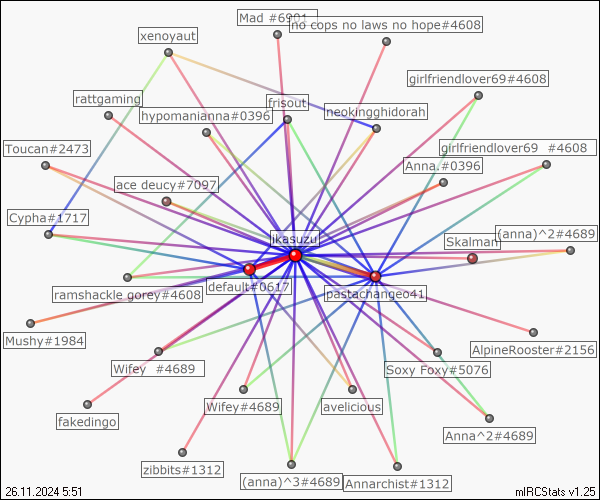 Mad #6901
no cops no laws no hope#4608
xenoyaut
girlfriendlover69#4608
rattgaming
frisout
hypomanianna#0396
neokingghidorah
Toucan#2473
girlfriendlover69 #4608
Anna.#0396
ace deucy#7097
Cypha#1717
(anna)^2#4689
ikasuzu
Skalman
default#0617
ramshackle gorey#4608
pastachangeo41
Mushy#1984
AlpineRooster#2156
Wifey #4689
Soxy Foxy#5076
Wifey#4689
avelicious
fakedingo
Anna^2#4689
zibbits#1312
(anna)^3#4689
Annarchist#1312
26.11.2024 5:51
mIRCStats v1.25